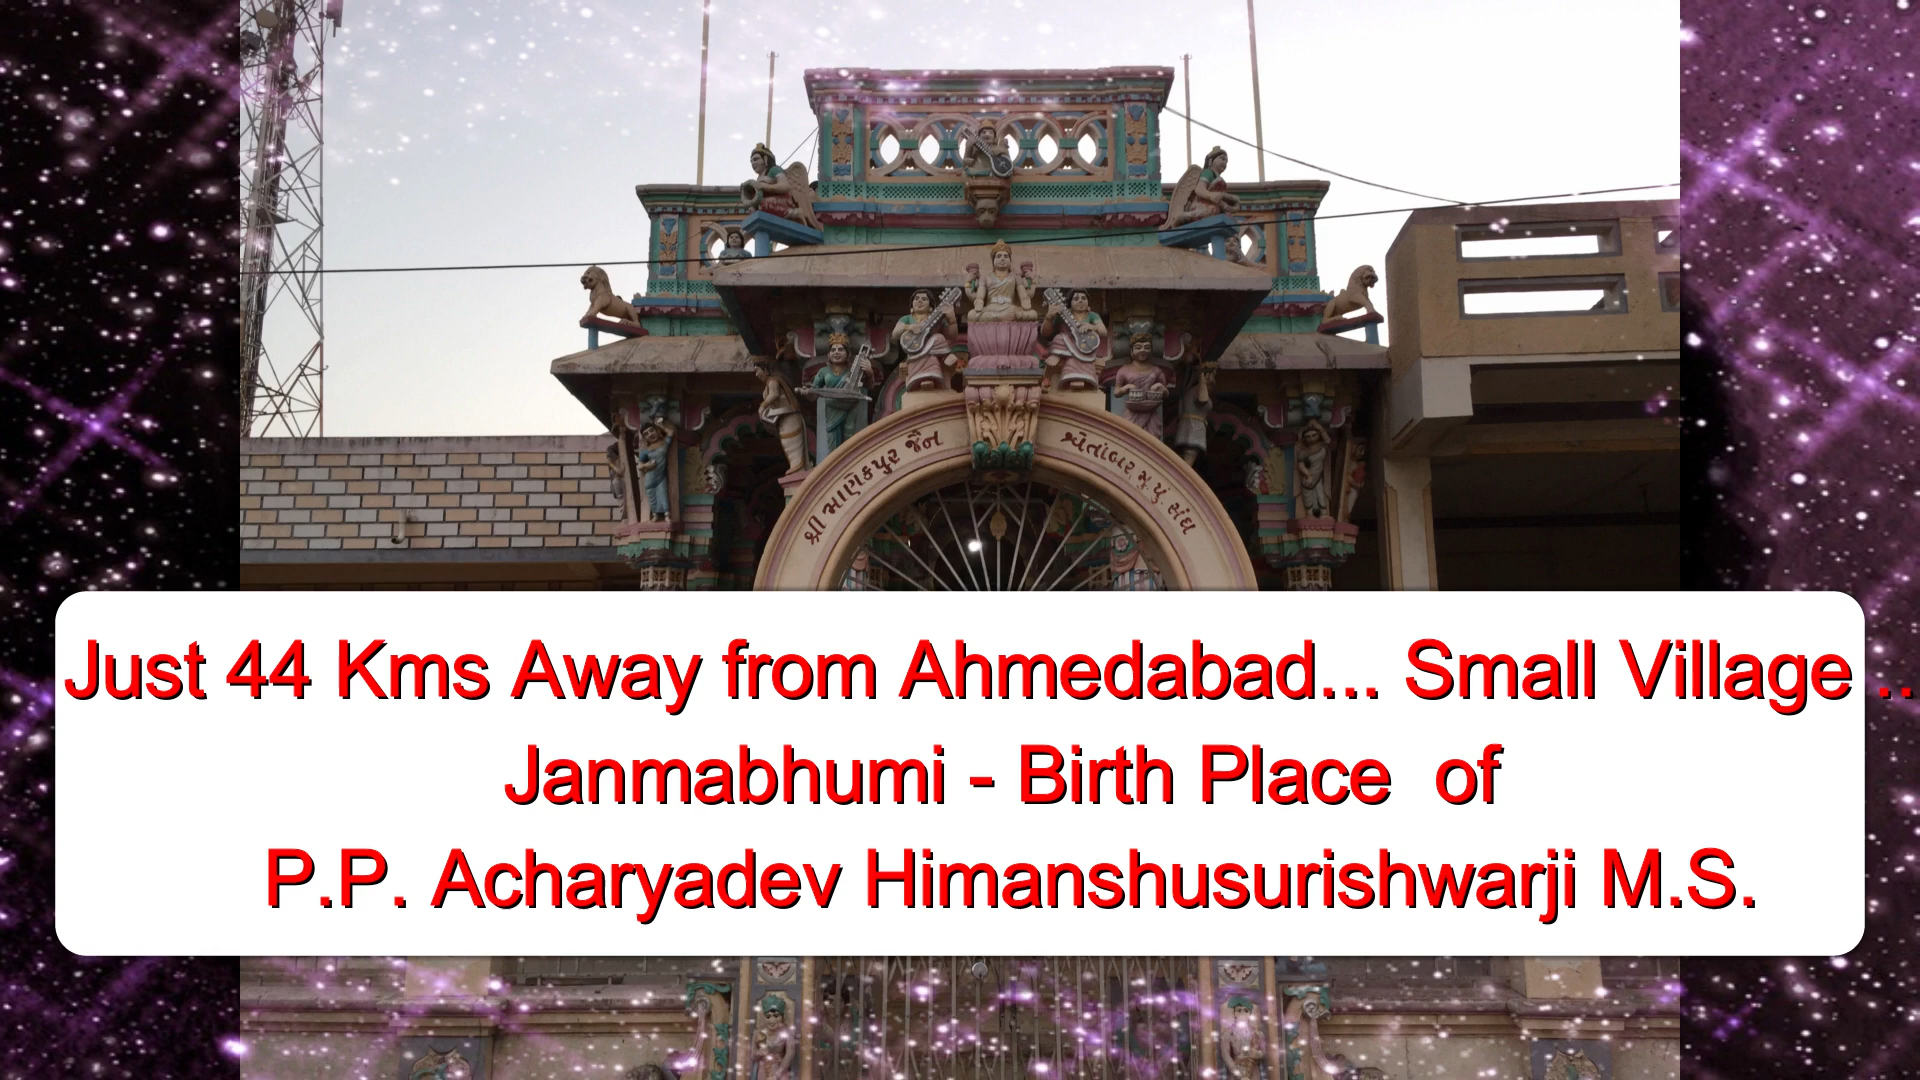 શ્રી માણેકપુર જૈન શ્વેતાંબર મુ.પુ. સંઘ
Just 44 Kms Away from Ahmedabad... Small Village ..
Janmabhumi - Birth Place of
P.P. Acharyadev Himanshusurishwarji M.S.